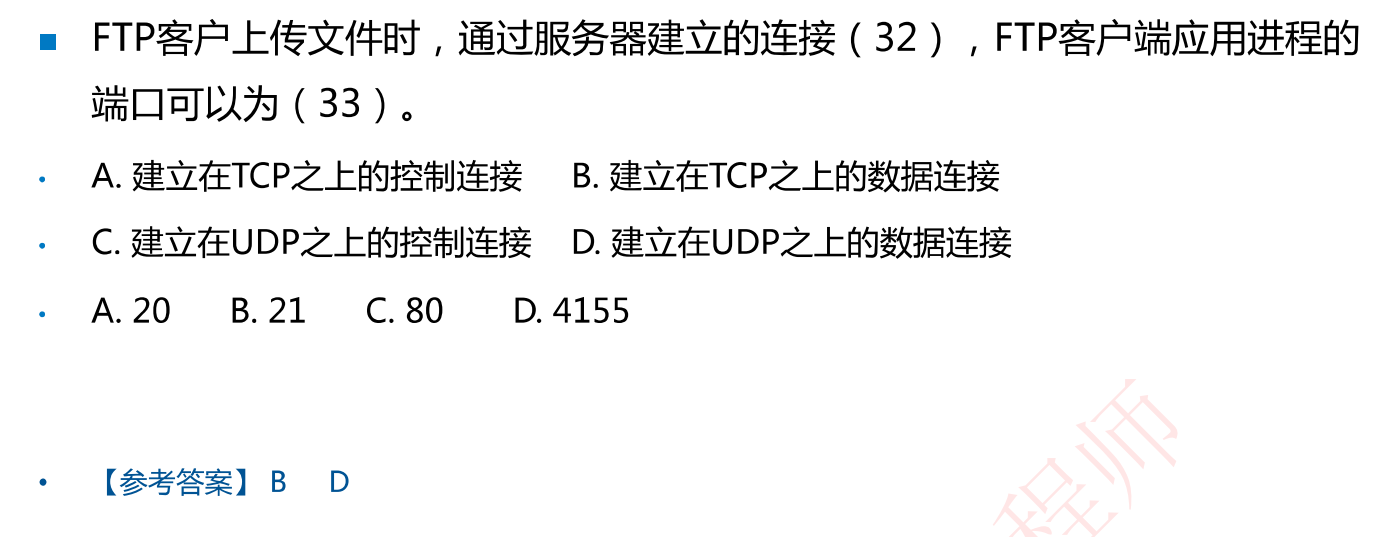 FTP客户上传文件时，通过服务器建立的连接（32），FTP客户端应用进程的
端口可以为（33）。
A. 建立在TCP之上的控制连接 B. 建立在TCP之上的数据连接
C. 建立在UDP之上的控制连接 D. 建立在UDP之上的数据连接
A. 20 B. 21 C. 80 D. 4155
程师
【参考答案】 B D